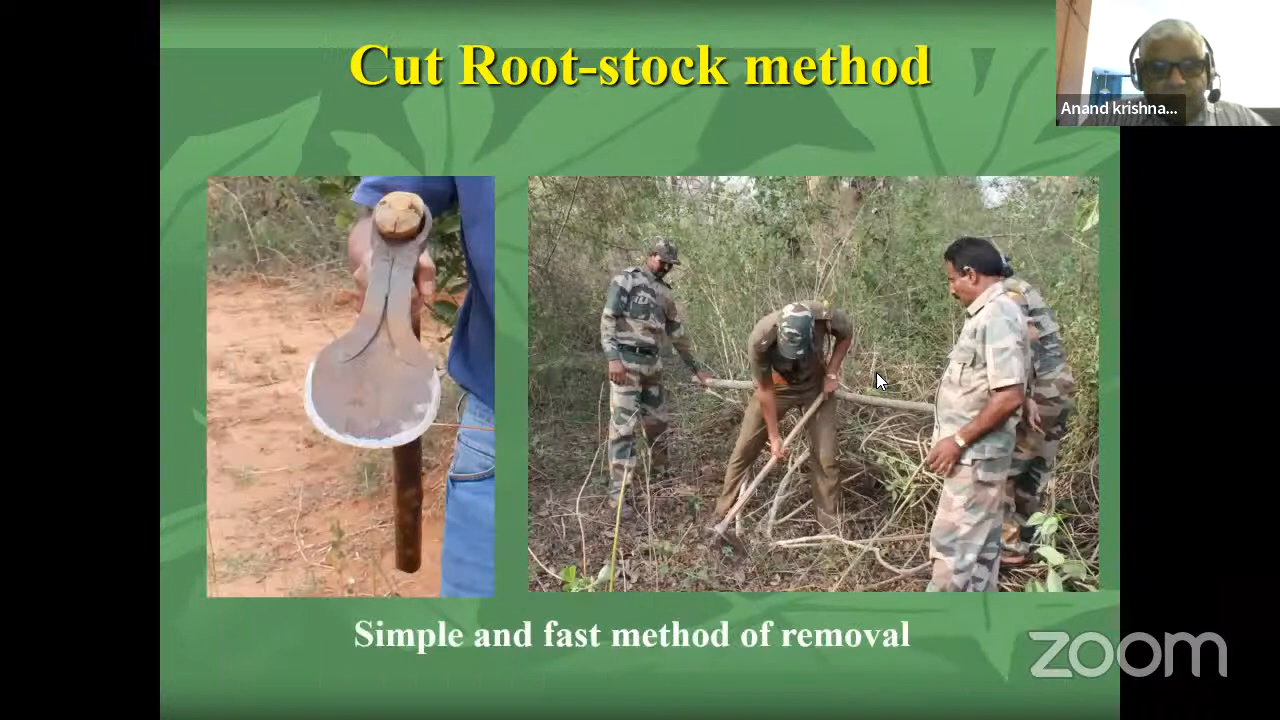 Cut Root-stock method
Anand krishna...
Simple and fast method of removal
zoom